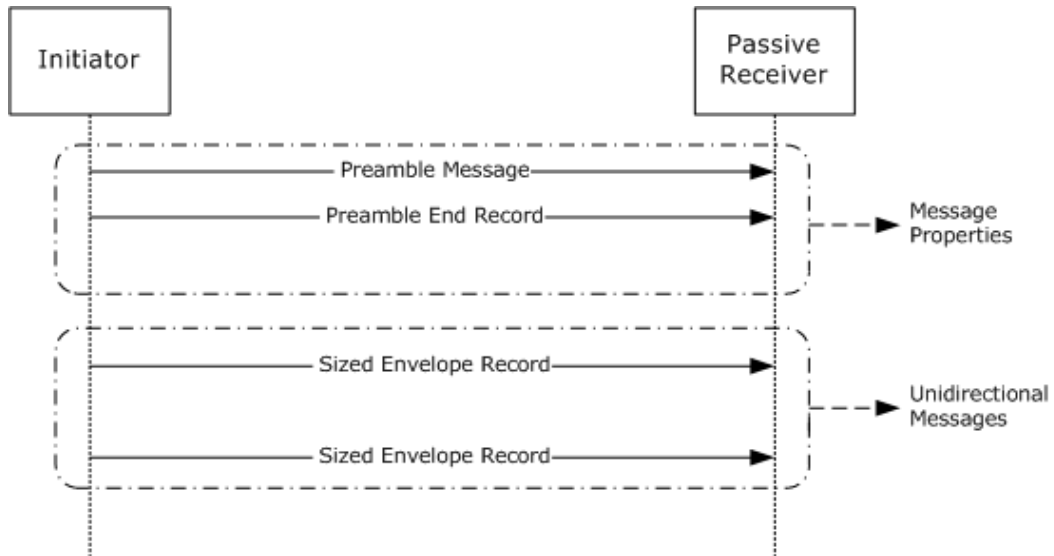 Initiator
Passive
Receiver
Preamble Message
Preamble End Record
Message
Properties
Sized Envelope Record
Unidirectional
Messages
Sized Envelope Record